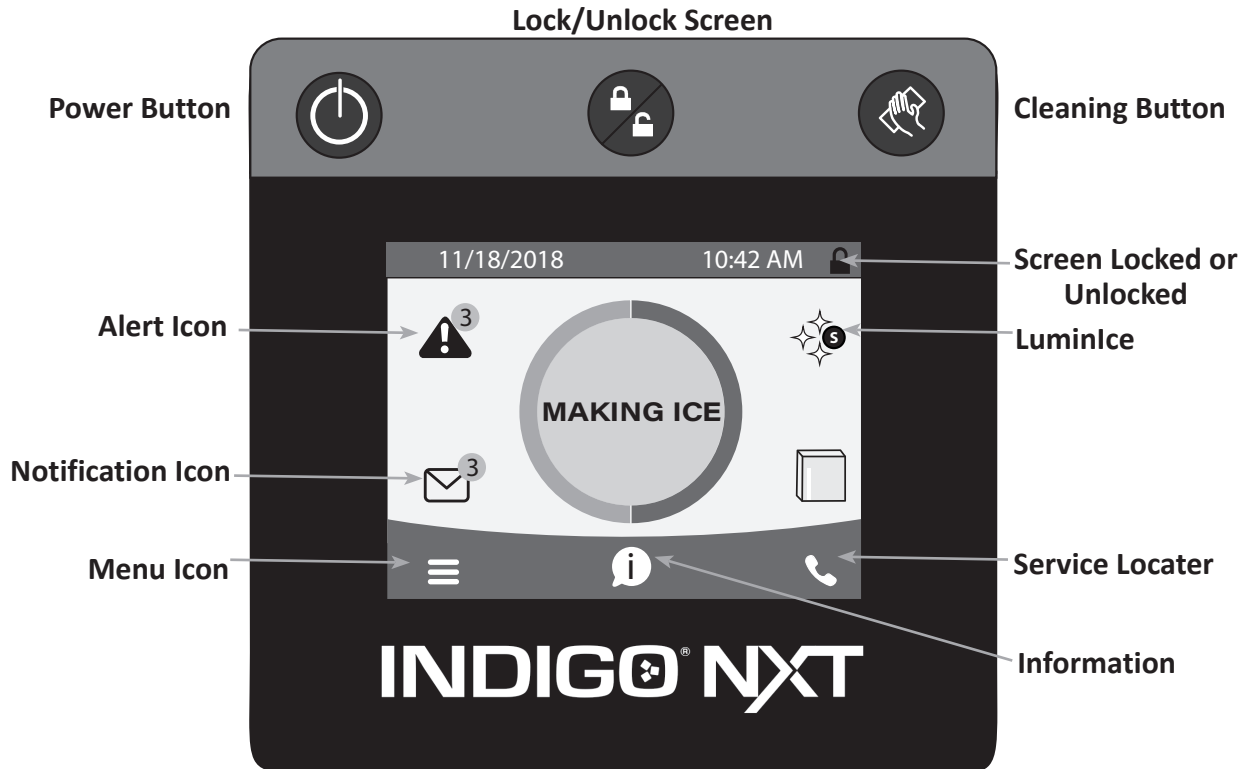 Lock/Unlock Screen
Power Button
Cleaning Button
11/18/2018
10:42 AM
Screen Locked or
Unlocked
Alert Icon
3
S
LuminIce
MAKING ICE
Notification Icon
3
Menu Icon
i
Service Locater
INDIGO® NXT
Information